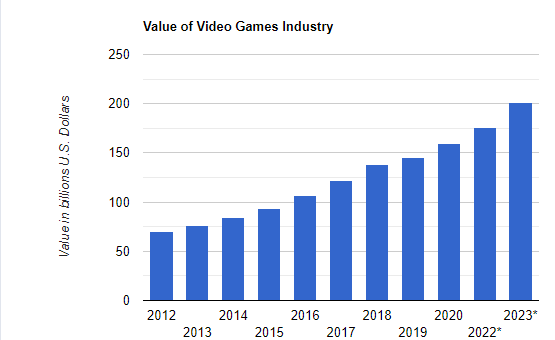 Value of Video Games Industry
Value in billions U.S. Dollars
250
200
150
100
50
0
2012 2014 2016 2018 2020 2023*
2013 2015 2017 2019 2022*